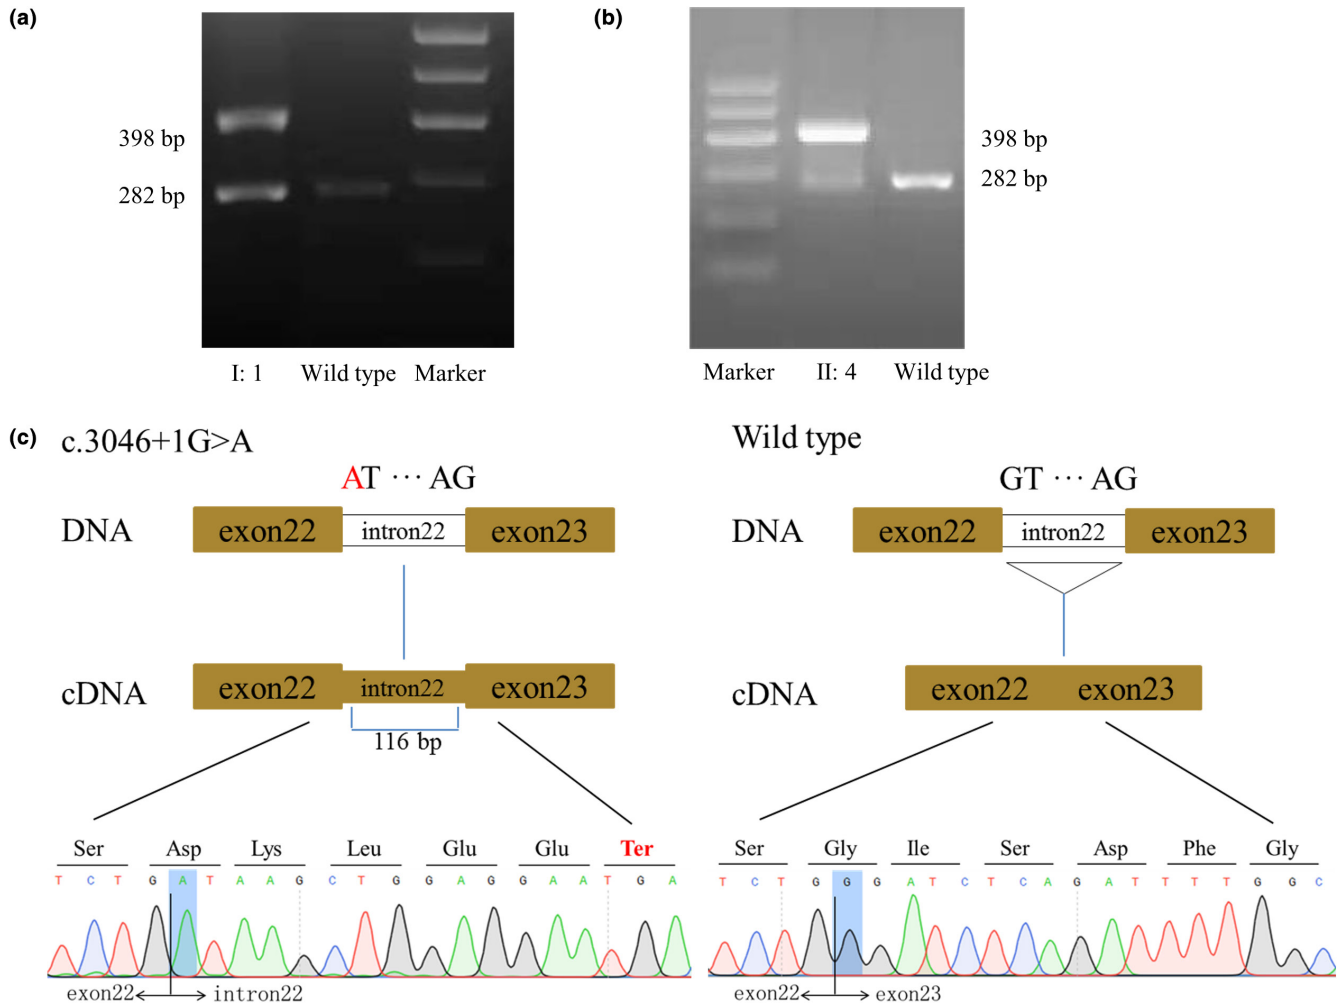 (a)
398 bp
282 bp
I: 1 Wild type Marker
(b)
398 bp
282 bp
Marker II: 4 Wild type
(c)
c.3046+1G>A
AT ··· AG
DNA
exon22 intron22 exon23
cDNA
exon22 intron22 exon23
116 bp
Ser Asp Lys Leu Glu Glu Ter
T C T G A T A A G C T G G A G G A A T G A
exon22 intron22
Wild type
GT ··· AG
DNA
exon22 intron22 exon23
cDNA
exon22 exon23
Ser Gly Ile Ser Asp Phe Gly
T C T G G G A T C T C A G A T T T T G G C
exon22 exon23